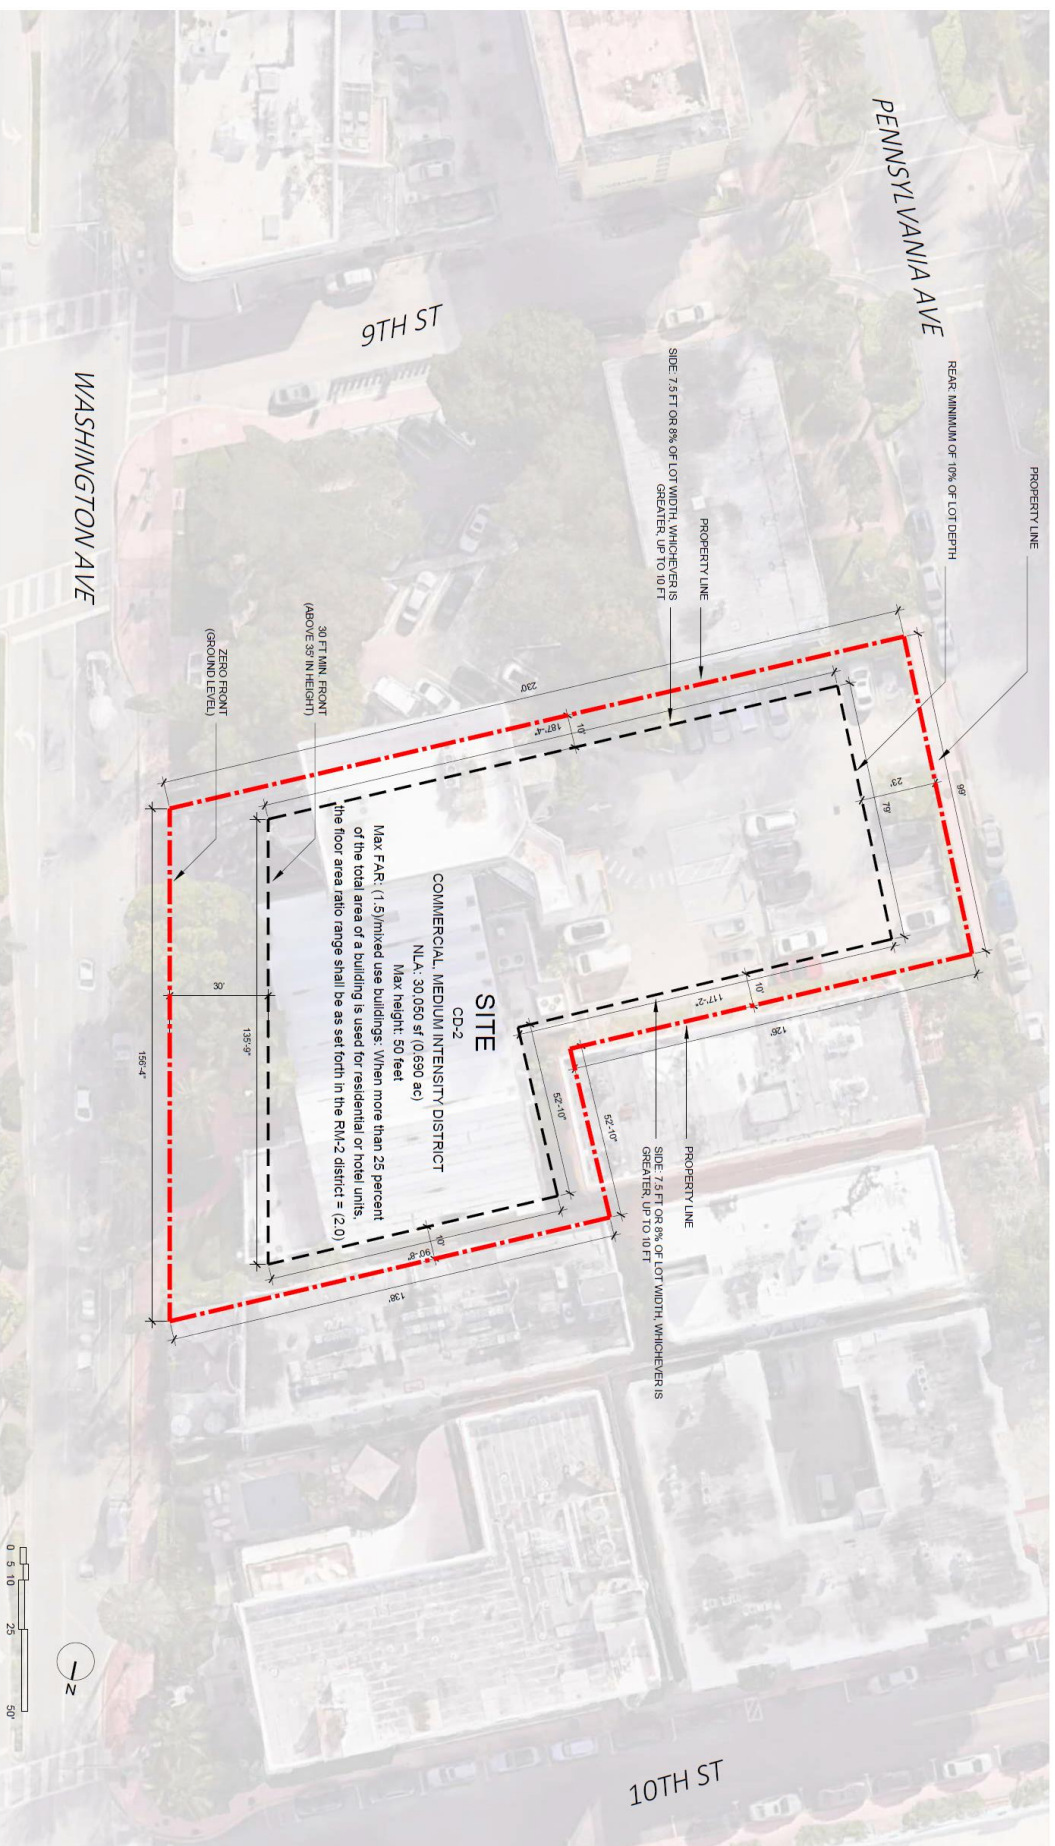 PENNSYLVANIA AVE
9TH ST
WASHINGTON AVE
10TH ST
PROPERTY LINE
REAR: MINIMUM OF 10% OF LOT DEPTH
PROPERTY LINE
SIDE: 7.5 FT OR 8% OF LOT WIDTH, WHICHEVER IS
GREATER, UP TO 10 FT
30 FT MIN. FRONT
(ABOVE 35' IN HEIGHT)
ZERO FRONT
(GROUND LEVEL)
PROPERTY LINE
SIDE: 7.5 FT OR 8% OF LOT WIDTH, WHICHEVER IS
GREATER, UP TO 10 FT
99'
23'
79'
230'
10'
187'-4"
10'
117'-2"
126'
52'-10"
52'-10"
10'
90'-8"
138'
30'
135'-9"
156'-4"
SITE
CD-2
COMMERCIAL, MEDIUM INTENSITY DISTRICT
NLA: 30,050 sf (0.690 ac)
Max height: 50 feet
Max FAR: (1.5)/mixed use buildings: When more than 25 percent
of the total area of a building is used for residential or hotel units,
the floor area ratio range shall be as set forth in the RM-2 district = (2.0)
0 5 10 25 50'
N